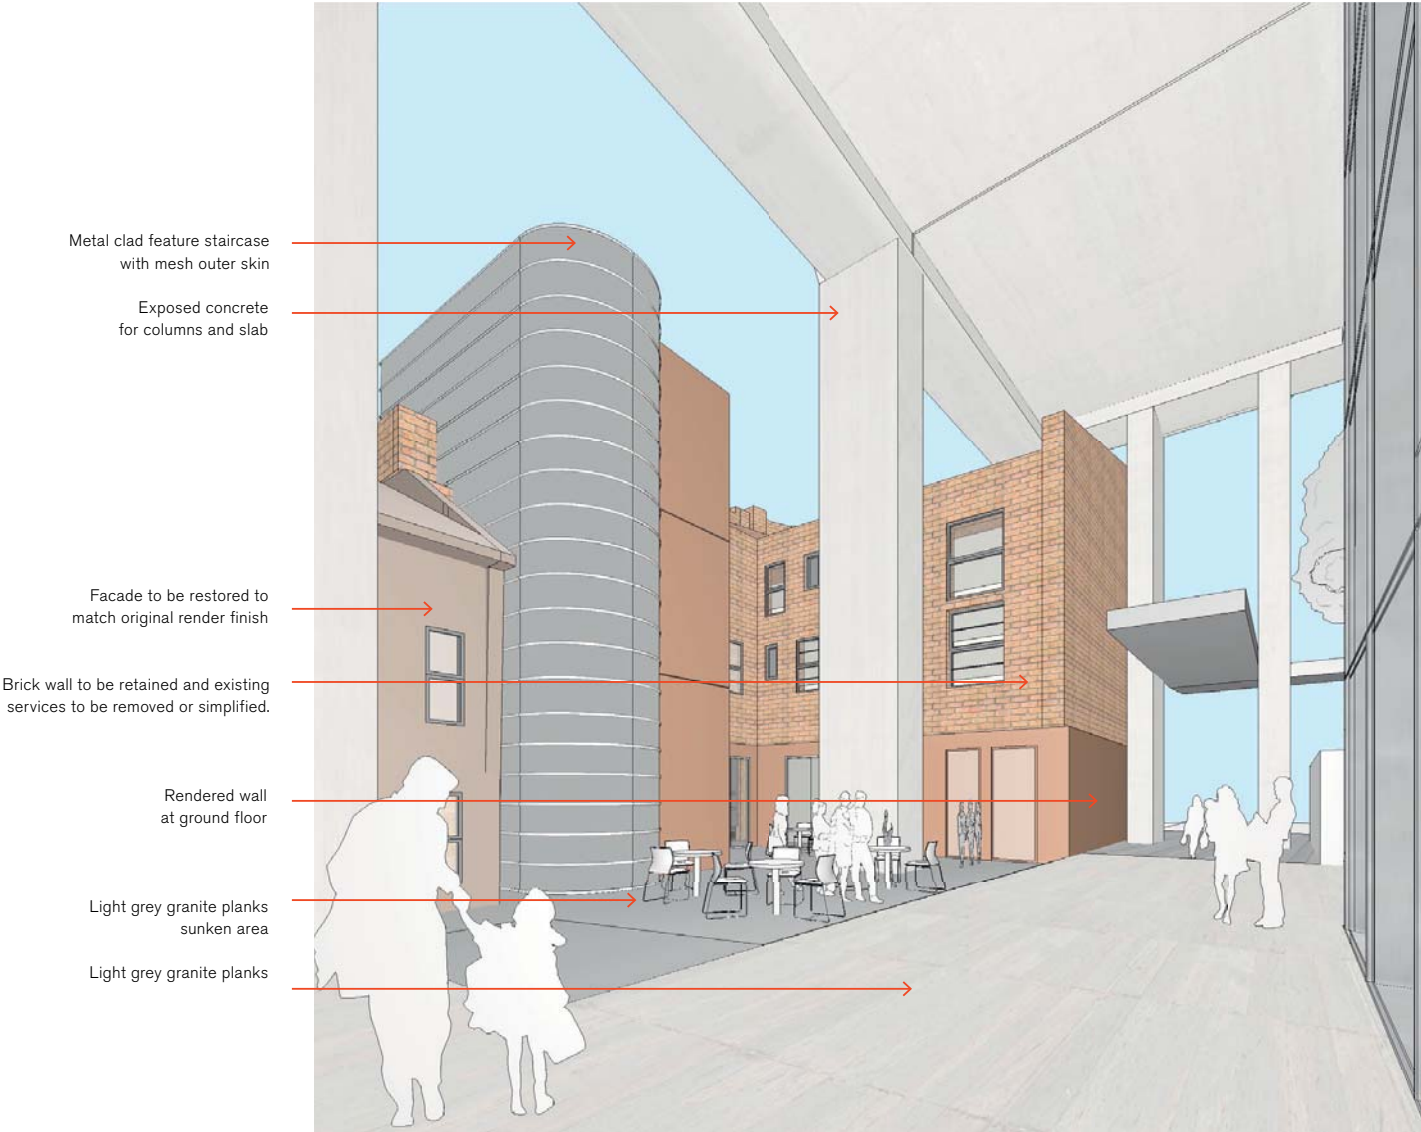 Metal clad feature staircase
with mesh outer skin
Exposed concrete
for columns and slab
Facade to be restored to
match original render finish
Brick wall to be retained and existing
services to be removed or simplified.
Rendered wall
at ground floor
Light grey granite planks
sunken area
Light grey granite planks